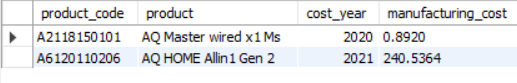 product_code product cost_year manufacturing_cost
A2118150101 AQ Master wired x1 Ms 2020 0.8920
A6120110206 AQ HOME Allin1 Gen 2 2021 240.5364